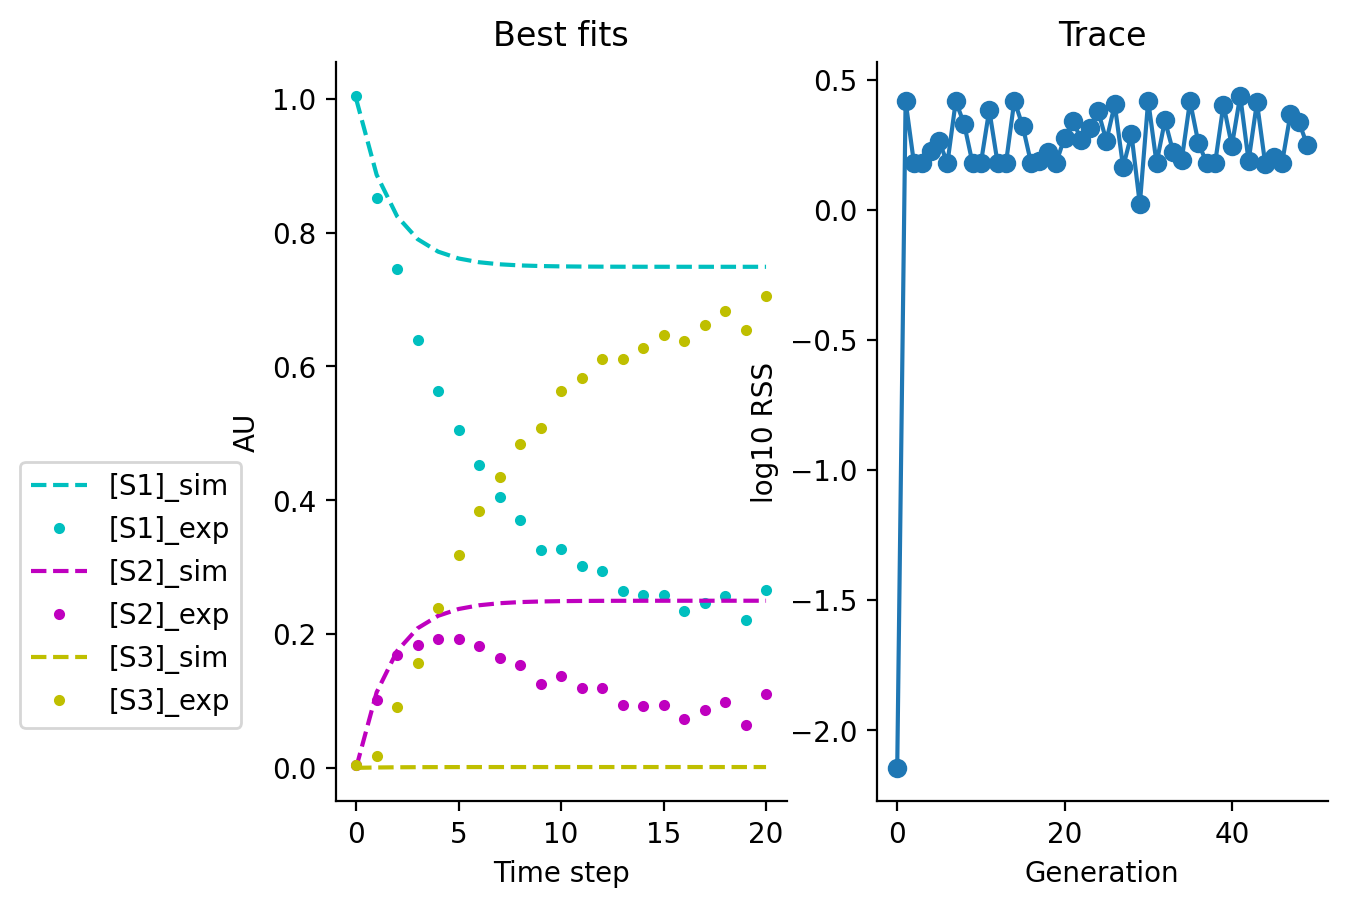 Best fits
Trace
1.0
0.8
0.6
0.4
0.2
0.0
AU
0
5
10
15
20
Time step
[S1]_sim
[S1]_exp
[S2]_sim
[S2]_exp
[S3]_sim
[S3]_exp
0.5
0.0
−0.5
−1.0
−1.5
−2.0
log10 RSS
0
20
40
Generation